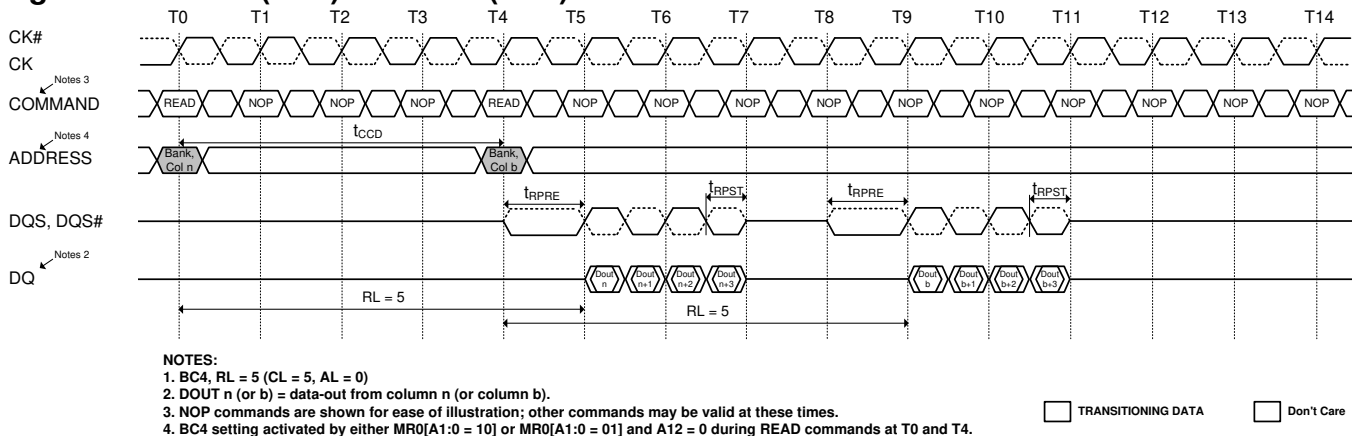 T0 T1 T2 T3 T4 T5 T6 T7 T8 T9 T10 T11 T12 T13 T14
CK#
CK
Notes 3
COMMAND READ NOP NOP NOP READ NOP NOP NOP NOP NOP NOP NOP NOP NOP NOP
tCCD
Notes 4
ADDRESS
Bank, Col n
Bank, Col b
tRPRE tRPST tRPRE tRPST
DQS, DQS#
Notes 2
DQ
Dout n Dout n+1 Dout n+2 Dout n+3 Dout b Dout b+1 Dout b+2 Dout b+3
RL = 5
RL = 5
NOTES:
1. BC4, RL = 5 (CL = 5, AL = 0)
2. DOUT n (or b) = data-out from column n (or column b).
3. NOP commands are shown for ease of illustration; other commands may be valid at these times.
4. BC4 setting activated by either MR0[A1:0 = 10] or MR0[A1:0 = 01] and A12 = 0 during READ commands at T0 and T4.
TRANSITIONING DATA Don't Care